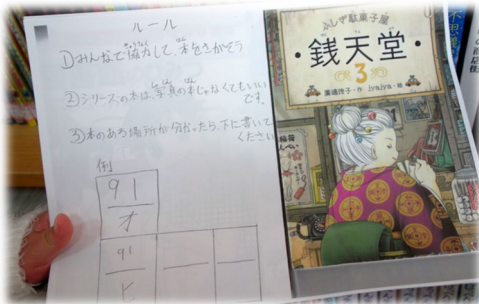 ルール
①みんなで協力して、本をさがそう
②シリーズの本は、写真の本じゃなくてもいい
です。
③本のある場所が分かったら、下に書いて
ください
例
91
オ
91
ヒ
ふしぎ駄菓子屋
銭天堂
3
廣嶋玲子・作 jyajya・絵